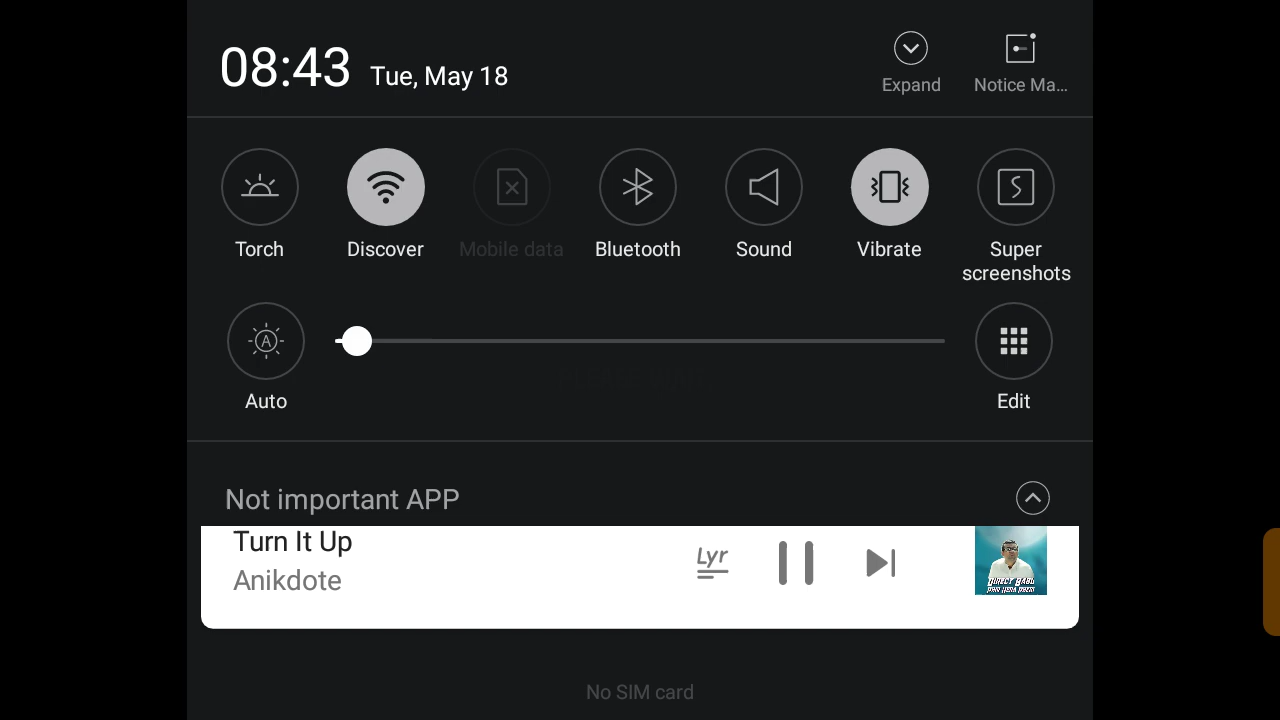 08:43 Tue, May 18
Expand
Notice Ma...
Torch
Discover
Mobile data
Bluetooth
Sound
Vibrate
Super
screenshots
A
Auto
Edit
Not important APP
Turn It Up
Anikdote
Lyr
No SIM card